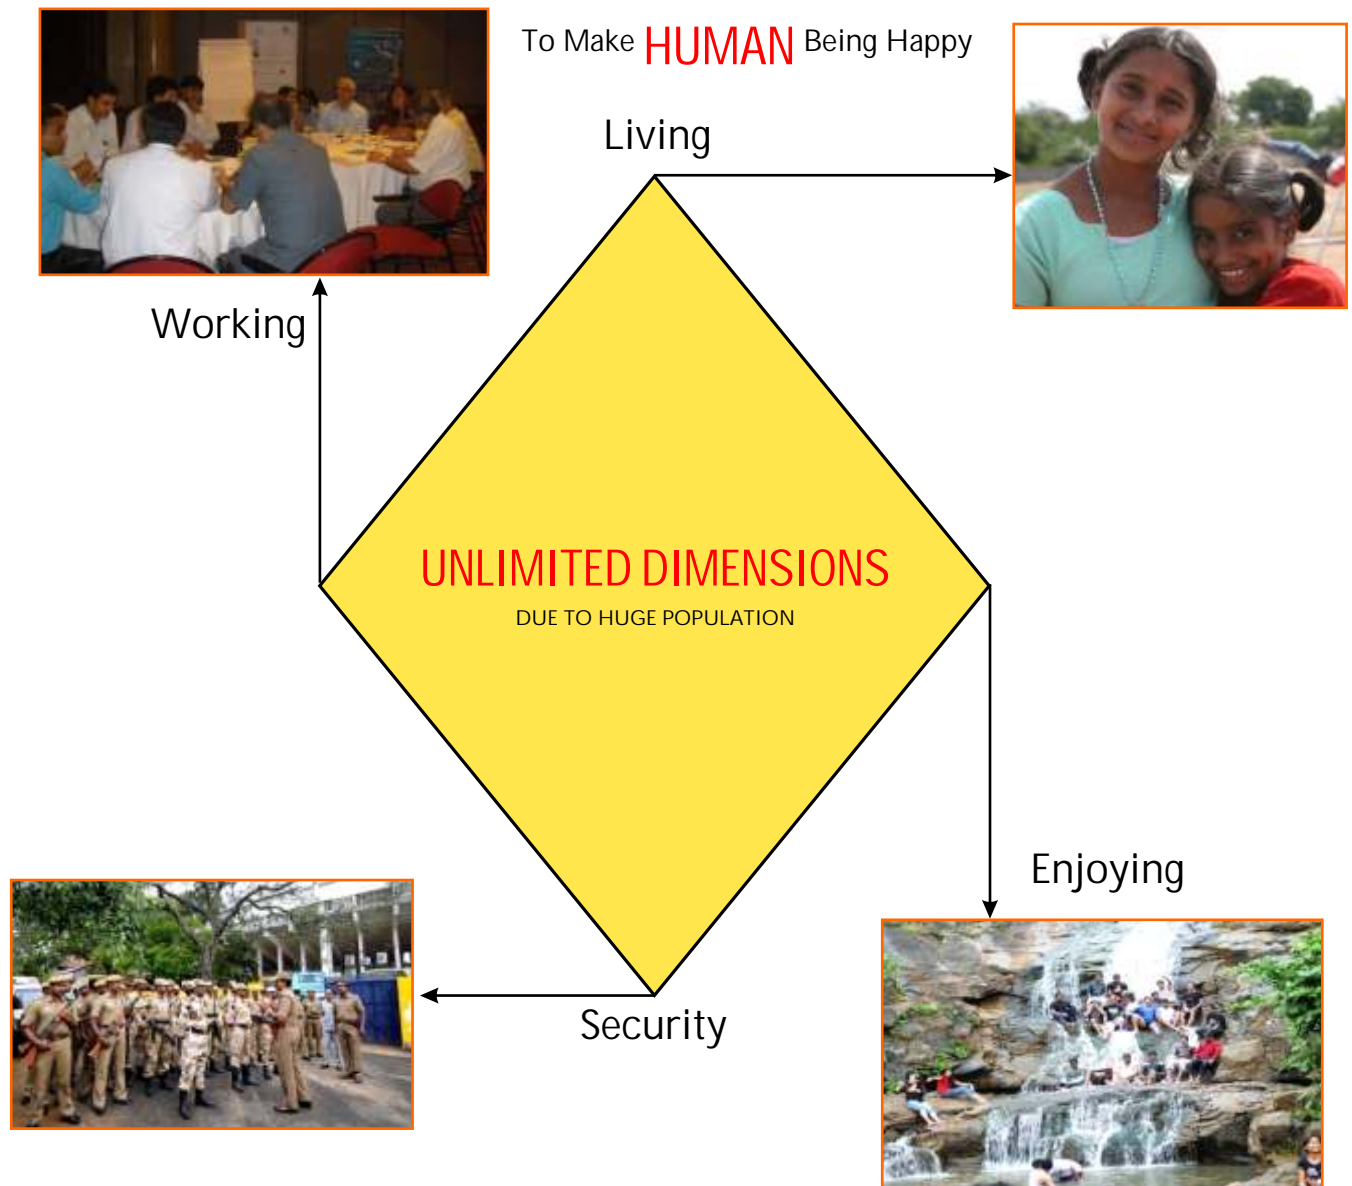 To Make HUMAN Being Happy
Living
Working
UNLIMITED DIMENSIONS
DUE TO HUGE POPULATION
Enjoying
Security